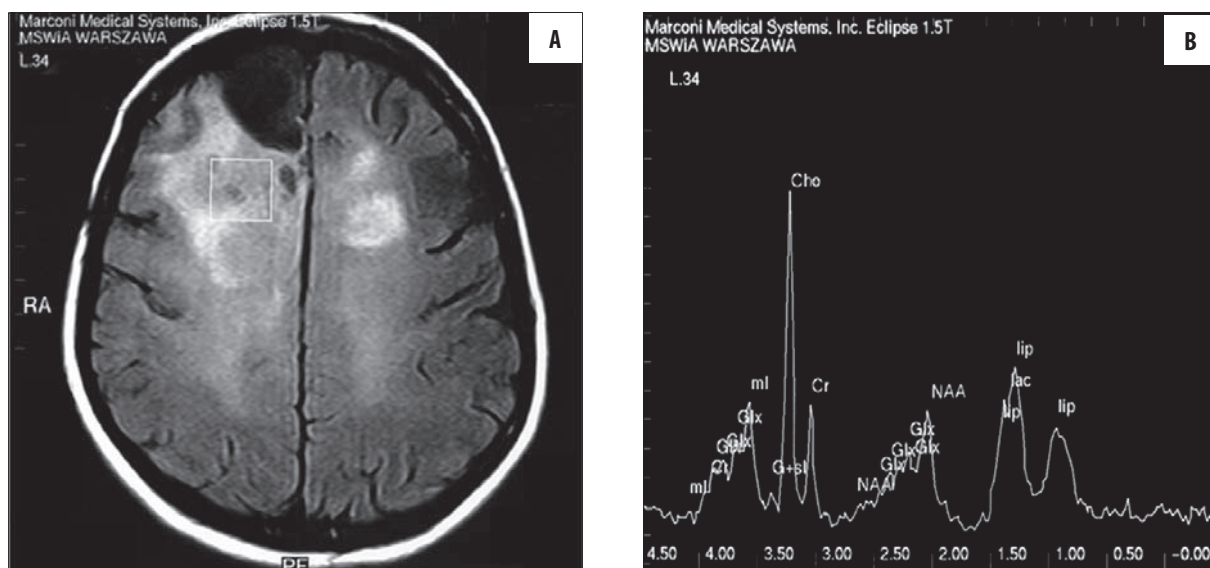 Marconi Medical Systems, Inc. Eclipse 1.5T
MSWiA WARSZAWA
L.34
A
RA
Marconi Medical Systems, Inc. Eclipse 1.5T
MSWiA WARSZAWA
L.34
B
Cho
lip
mI
Cr
NAA
lac
lip
lip
Glx
Glx
Glx
Glx
Glx
Glx
Cr
G+sI
NAA
mI
4.50 4.00 3.50 3.00 2.50 2.00 1.50 1.00 0.50 -0.00